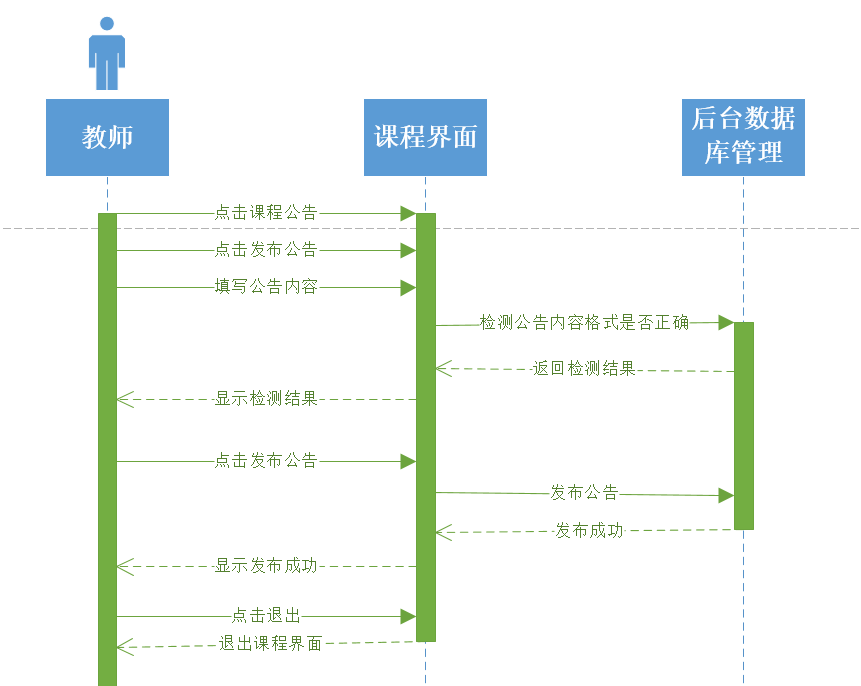 教师
课程界面
后台数据
库管理
点击课程公告
点击发布公告
填写公告内容
检测公告内容格式是否正确
返回检测结果
显示检测结果
点击发布公告
发布公告
发布成功
显示发布成功
点击退出
退出课程界面